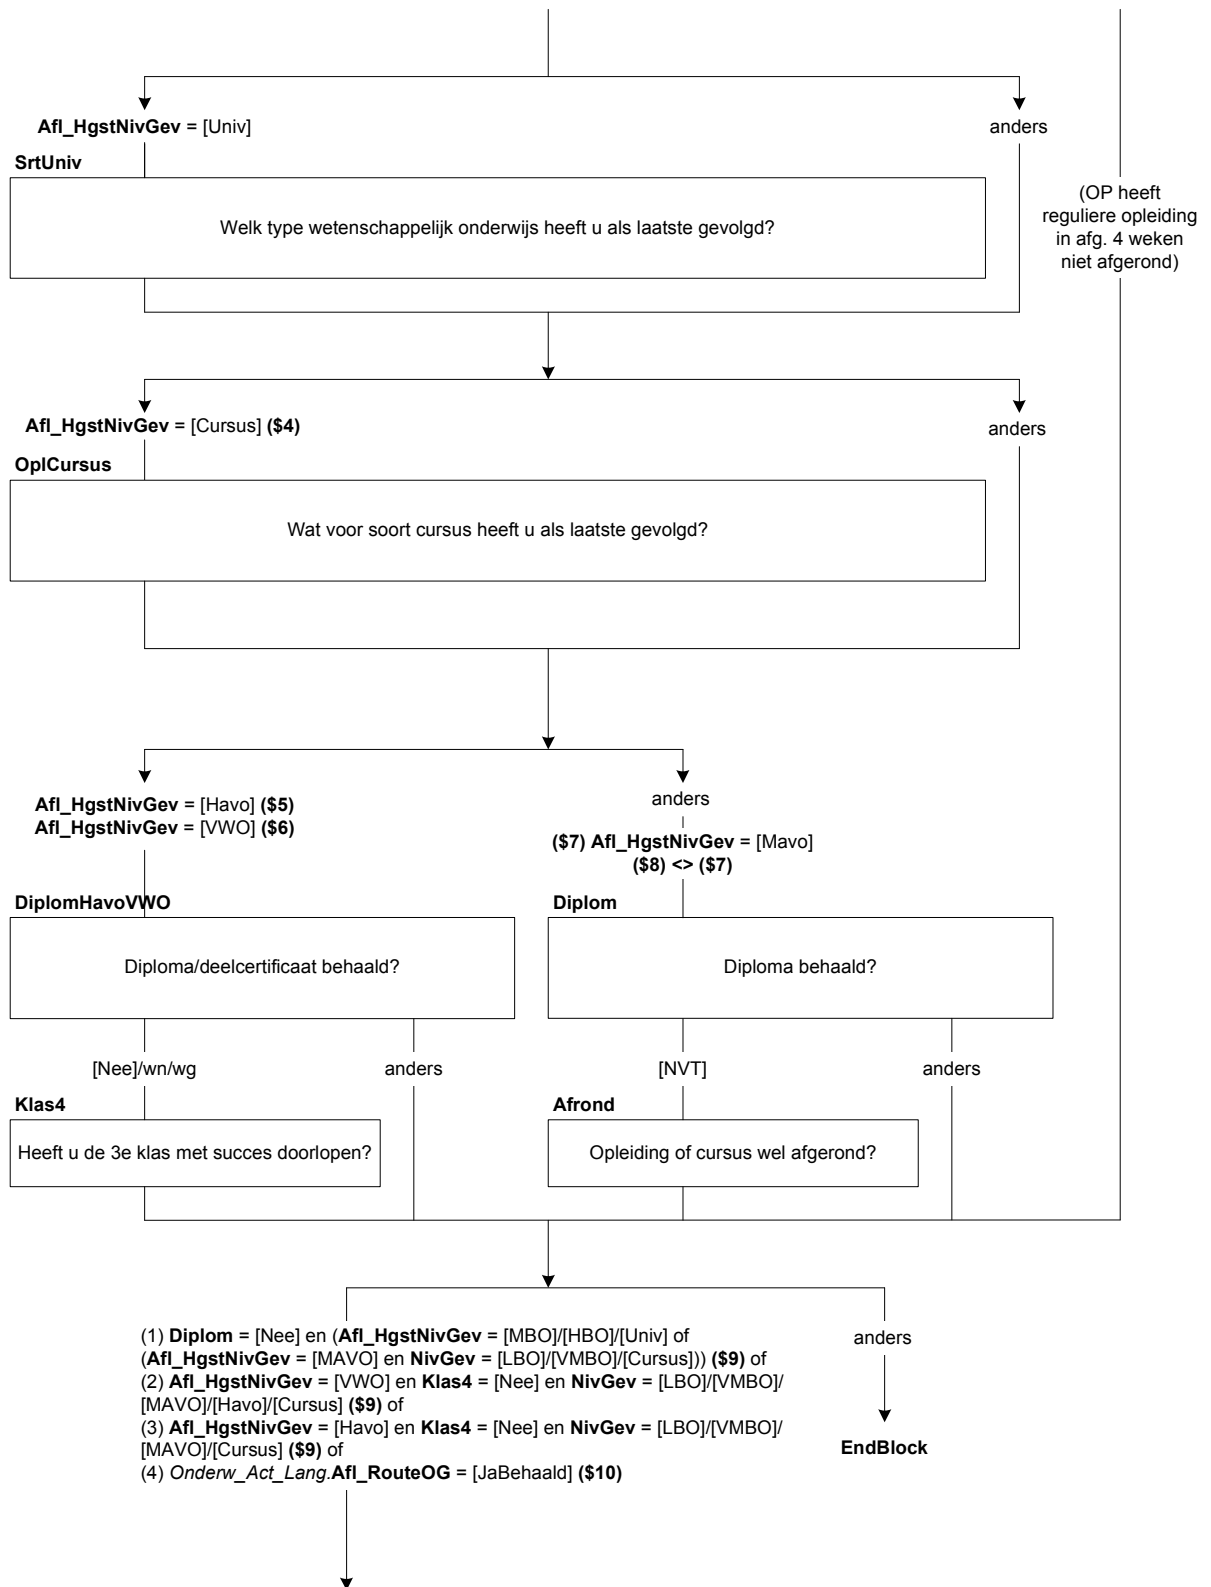 Afl_HgstNivGev = [Univ]
anders
SrtUniv
Welk type wetenschappelijk onderwijs heeft u als laatste gevolgd?
(OP heeft
reguliere opleiding
in afg. 4 weken
niet afgerond)
Afl_HgstNivGev = [Cursus] ($4)
anders
OplCursus
Wat voor soort cursus heeft u als laatste gevolgd?
Afl_HgstNivGev = [Havo] ($5)
Afl_HgstNivGev = [VWO] ($6)
anders
($7) Afl_HgstNivGev = [Mavo]
($8) <> ($7)
DiplomHavoVWO
Diploma/deelcertificaat behaald?
Diplom
Diploma behaald?
[Nee]/wn/wg
anders
[NVT]
anders
Klas4
Heeft u de 3e klas met succes doorlopen?
Afrond
Opleiding of cursus wel afgerond?
(1) Diplom = [Nee] en (Afl_HgstNivGev = [MBO]/[HBO]/[Univ] of
(Afl_HgstNivGev = [MAVO] en NivGev = [LBO]/[VMBO]/[Cursus])) ($9) of
(2) Afl_HgstNivGev = [VWO] en Klas4 = [Nee] en NivGev = [LBO]/[VMBO]/
[MAVO]/[Havo]/[Cursus] ($9) of
(3) Afl_HgstNivGev = [Havo] en Klas4 = [Nee] en NivGev = [LBO]/[VMBO]/
[MAVO]/[Cursus] ($9) of
(4) Onderw_Act_Lang.Afl_RouteOG = [JaBehaald] ($10)
anders
EndBlock